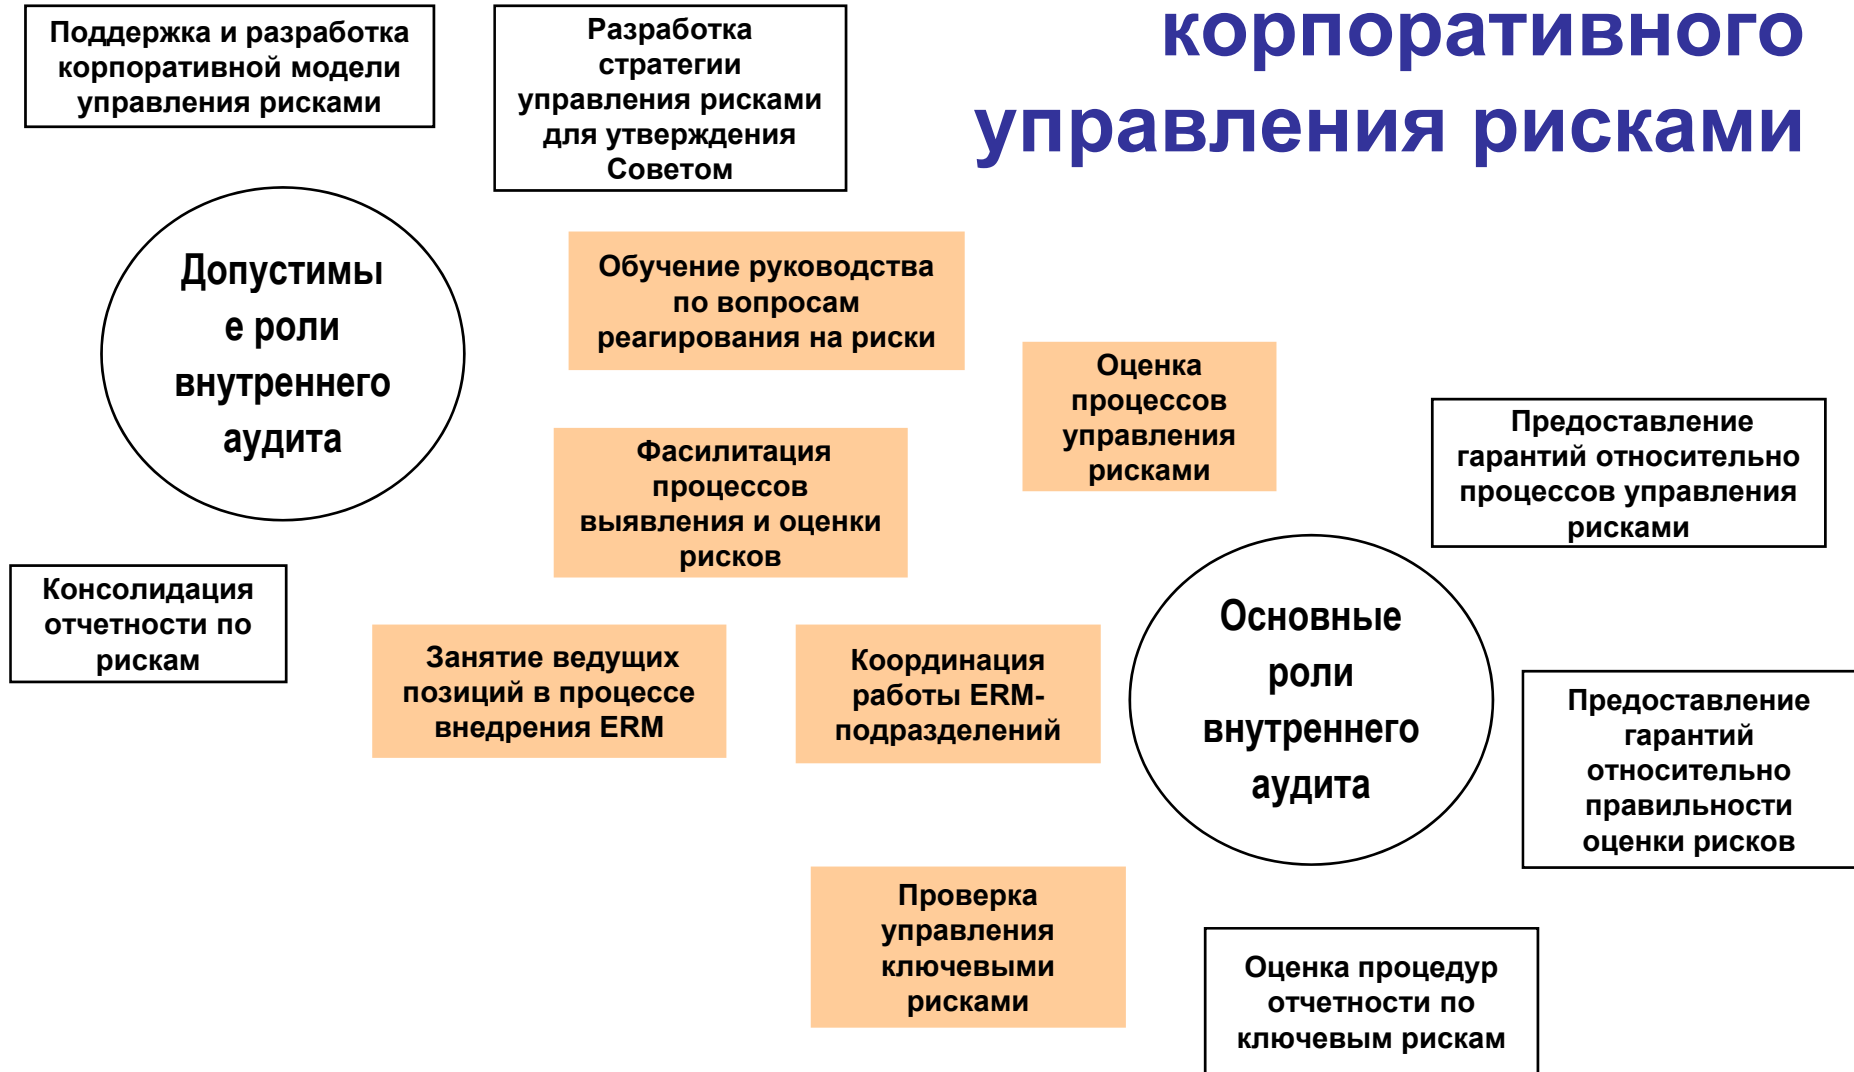 корпоративного
управления рисками
Поддержка и разработка
корпоративной модели
управления рисками
Разработка
стратегии
управления рисками
для утверждения
Советом
Допустимы
е роли
внутреннего
аудита
Обучение руководства
по вопросам
реагирования на риски
Оценка
процессов
управления
рисками
Предоставление
гарантий относительно
процессов управления
рисками
Фасилитация
процессов
выявления и оценки
рисков
Консолидация
отчетности по
рискам
Занятие ведущих
позиций в процессе
внедрения ERM
Координация
работы ERM-
подразделений
Основные
роли
внутреннего
аудита
Предоставление
гарантий
относительно
правильности
оценки рисков
Проверка
управления
ключевыми
рисками
Оценка процедур
отчетности по
ключевым рискам